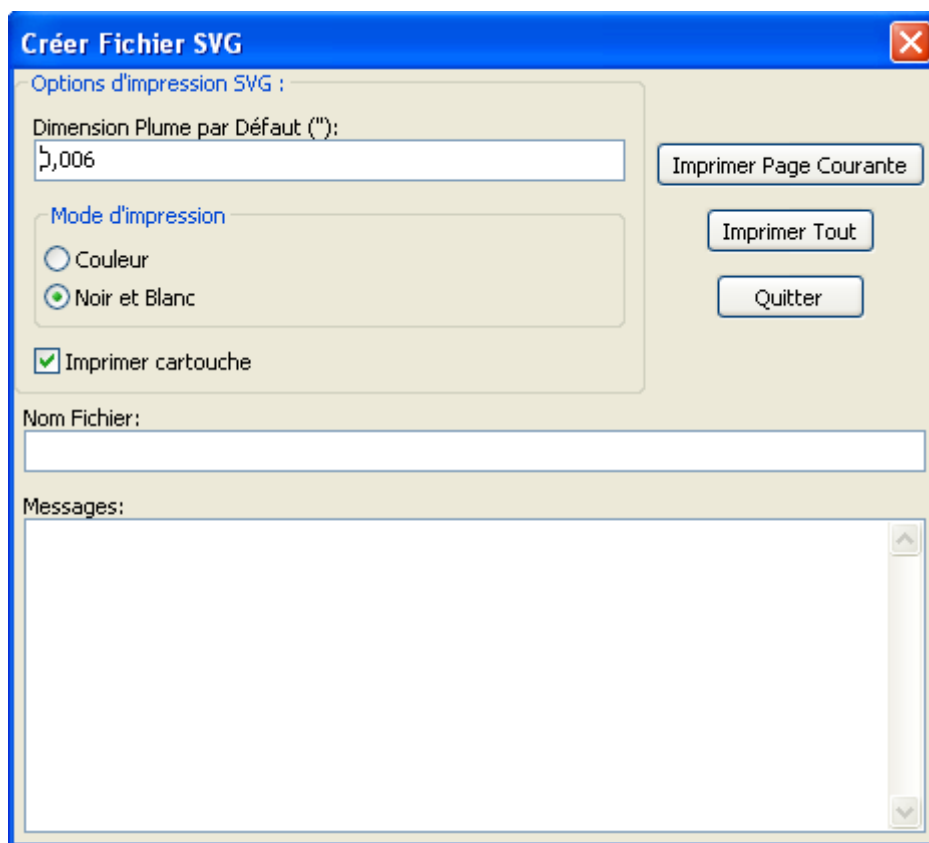 Créer Fichier SVG
Options d'impression SVG :
Dimension Plume par Défaut ("):
0,006
Mode d'impression
Couleur
Noir et Blanc
Imprimer cartouche
Imprimer Page Courante
Imprimer Tout
Quitter
Nom Fichier:
Messages: